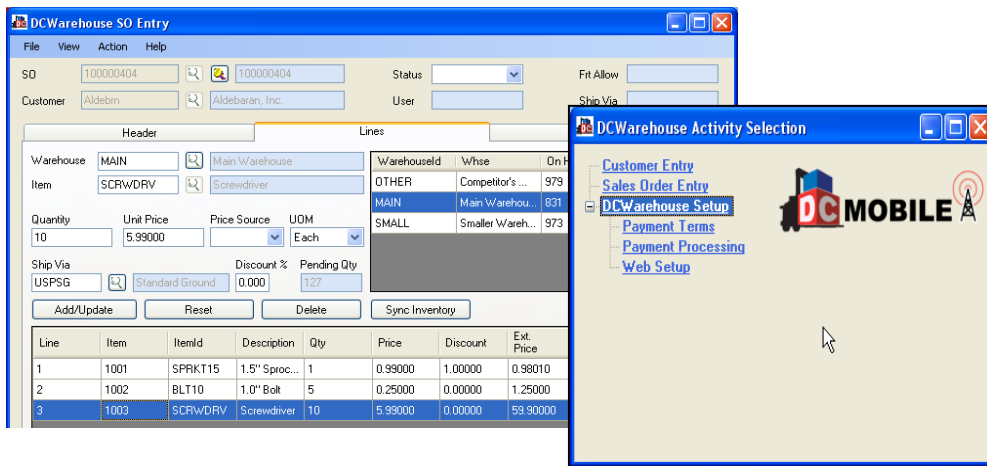 DCWarehouse SO Entry
File View Action Help
SO 100000404 100000404 Status Frt Allow
Customer Aldebrn Aldebaran, Inc. User Ship Via
Header Lines
Warehouse MAIN Main Warehouse
Item SCRWDRV Screwdriver
Quantity Unit Price Price Source UOM
10 5.99000 Each
Ship Via Discount % Pending Qty
USPSG Standard Ground 0.000 127
WarehouseId Whse On H
OTHER Competitor's ... 979
MAIN Main Warehou... 831
SMALL Smaller Wareh... 973
Add/Update Reset Delete Sync Inventory
Line Item ItemId Description Qty Price Discount Ext. Price
1 1001 SPRKT15 1.5" Sproc... 1 0.99000 1.00000 0.98010
2 1002 BLT10 1.0" Bolt 5 0.25000 0.00000 1.25000
3 1003 SCRWDRV Screwdriver 10 5.99000 0.00000 59.90000
DCWarehouse Activity Selection
Customer Entry
Sales Order Entry
DCWarehouse Setup
Payment Terms
Payment Processing
Web Setup
DC MOBILE